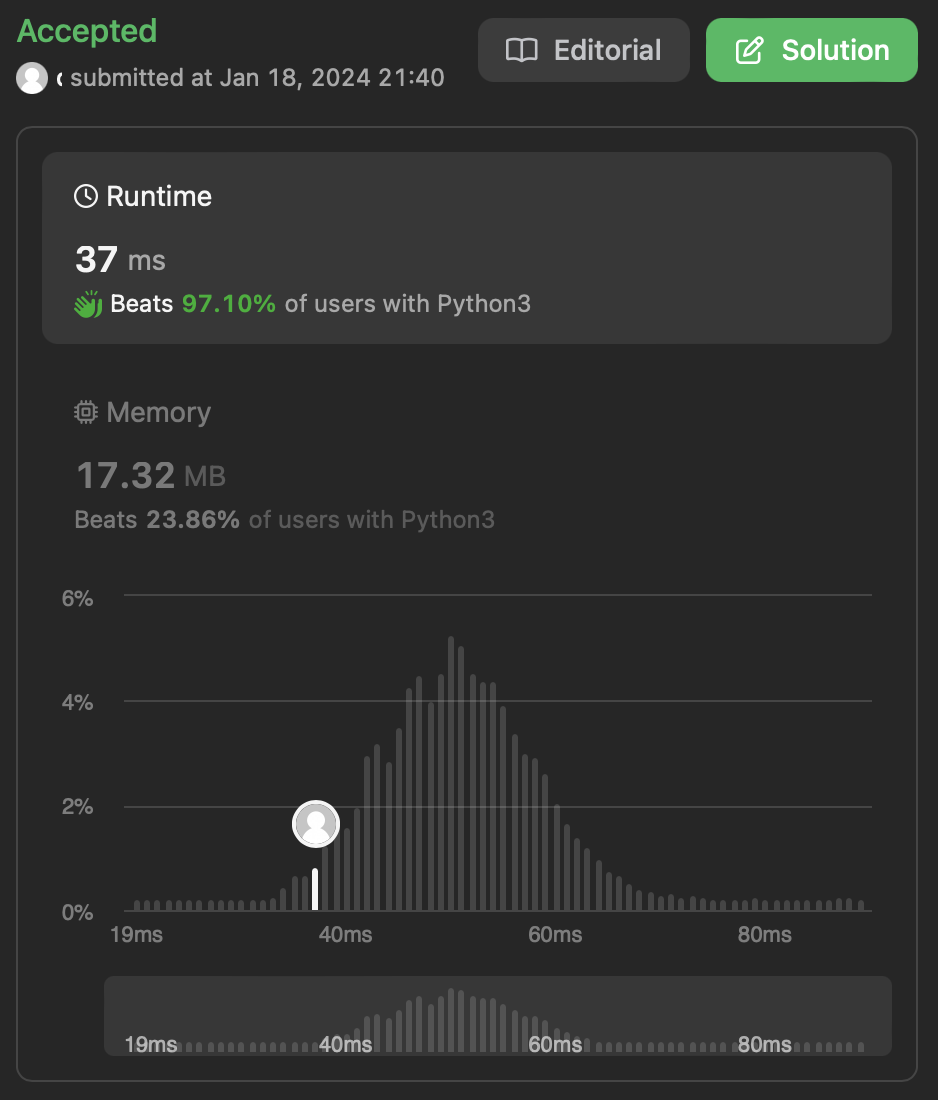 Accepted
Editorial
Solution
submitted at Jan 18, 2024 21:40
Runtime
37 ms
Beats 97.10% of users with Python3
Memory
17.32 MB
Beats 23.86% of users with Python3
6%
4%
2%
0%
19ms 40ms 60ms 80ms
19ms 40ms 60ms 80ms